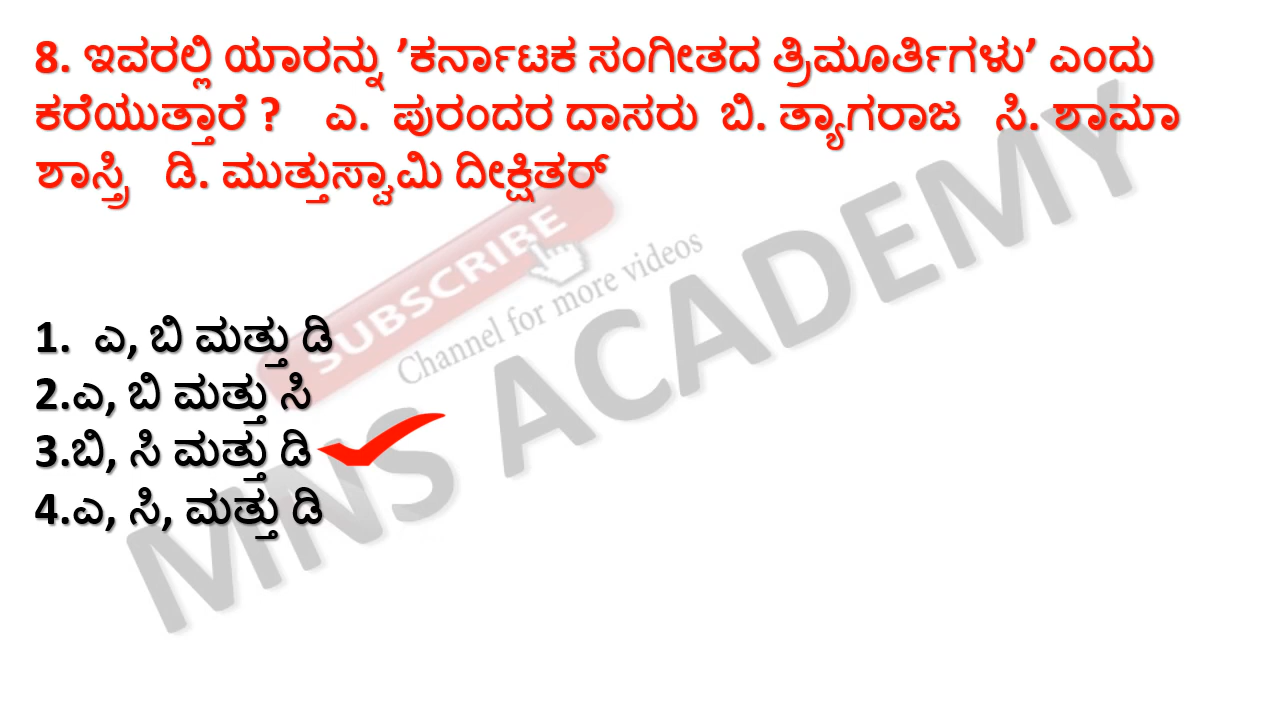 8. ಇವರಲ್ಲಿ ಯಾರನ್ನು ’ಕರ್ನಾಟಕ ಸಂಗೀತದ ತ್ರಿಮೂರ್ತಿಗಳು’ ಎಂದು
ಕರೆಯುತ್ತಾರೆ ? ಎ. ಪುರಂದರ ದಾಸರು ಬಿ. ತ್ಯಾಗರಾಜ ಸಿ. ಶಾಮಾ
ಶಾಸ್ತ್ರಿ ಡಿ. ಮುತ್ತುಸ್ವಾಮಿ ದೀಕ್ಷಿತರ್
SUBSCRIBE
Channel for more videos
MNS ACADEMY
1. ಎ, ಬಿ ಮತ್ತು ಡಿ
2.ಎ, ಬಿ ಮತ್ತು ಸಿ
3.ಬಿ, ಸಿ ಮತ್ತು ಡಿ
4.ಎ, ಸಿ, ಮತ್ತು ಡಿ